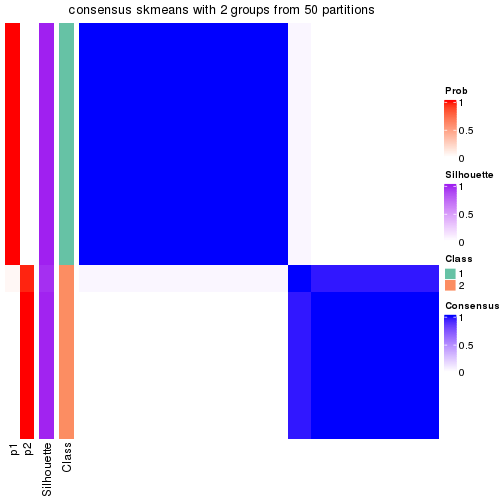 consensus skmeans with 2 groups from 50 partitions
Prob
1
0.5
0
Silhouette
1
0.5
0
Class
1
2
Consensus
1
0.5
0
p1
p2
Silhouette
Class